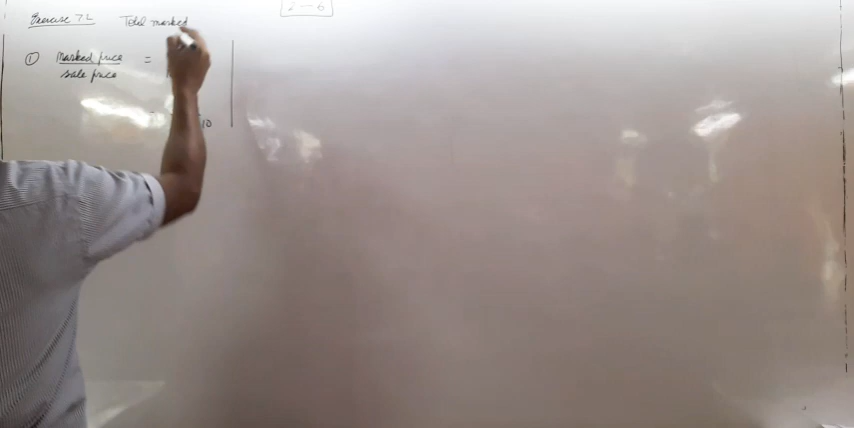 2-6
Exercise 7.2 Total marked
① Marked price =
sale price
10